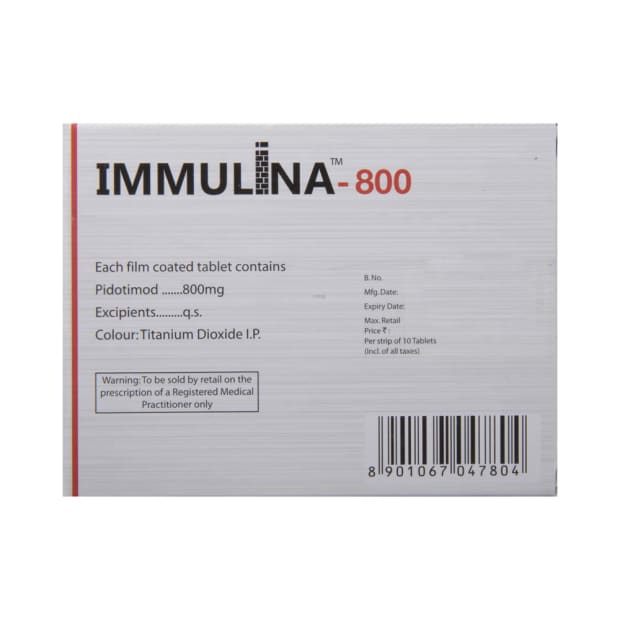 IMMULINA™- 800
Each film coated tablet contains
Pidotimod .......800mg
Excipients.........q.s.
Colour: Titanium Dioxide I.P.
Warning: To be sold by retail on the
prescription of a Registered Medical
Practitioner only
B. No.
Mfg. Date:
Expiry Date:
Max. Retail
Price ₹ :
Per strip of 10 Tablets
(Incl. of all taxes)
8 901067 047804